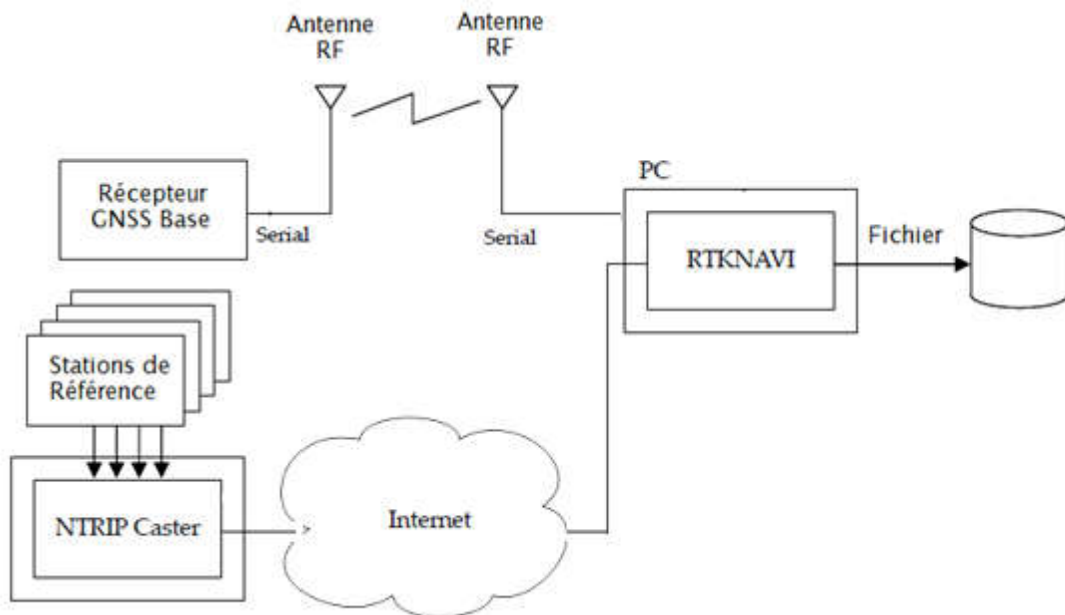 Antenne
RF
Antenne
RF
Récepteur
GNSS Base
Serial
Serial
PC
RTKNAVI
Fichier
Stations de
Référence
NTRIP Caster
Internet